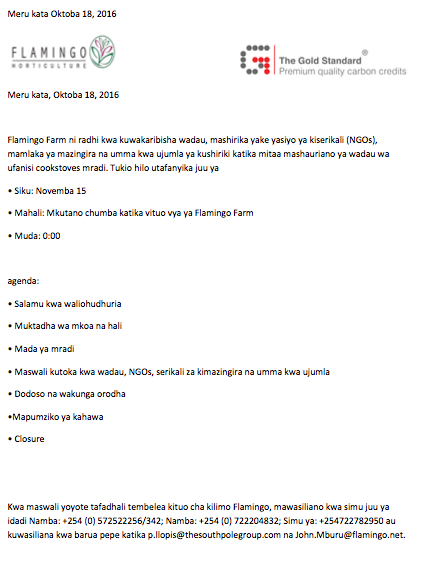 Meru kata Oktoba 18, 2016
FLAMINGO
HORTICULTURE
The Gold Standard®
Premium quality carbon credits
Meru kata, Oktoba 18, 2016
Flamingo Farm ni radhi kwa kuwakaribisha wadau, mashirika yake yasiyo ya kiserikali (NGOs),
mamlaka ya mazingira na umma kwa ujumla ya kushiriki katika mitaa mashauriano ya wadau wa
ufanisi cookstoves mradi. Tukio hilo utafanyika juu ya
• Siku: Novemba 15
• Mahali: Mkutano chumba katika vituo vya ya Flamingo Farm
• Muda: 0:00
agenda:
• Salamu kwa waliohudhuria
• Muktadha wa mkoa na hali
• Mada ya mradi
• Maswali kutoka kwa wadau, NGOs, serikali za kimazingira na umma kwa ujumla
• Dodoso na wakunga orodha
•Mapumziko ya kahawa
• Closure
Kwa maswali yoyote tafadhali tembelea kituo cha kilimo Flamingo, mawasiliano kwa simu juu ya
idadi Namba: +254 (0) 572522256/342; Namba: +254 (0) 722204832; Simu ya: +254722782950 au
kuwasiliana kwa barua pepe katika p.llopis@thesouthpolegroup.com na John.Mburu@flamingo.net.